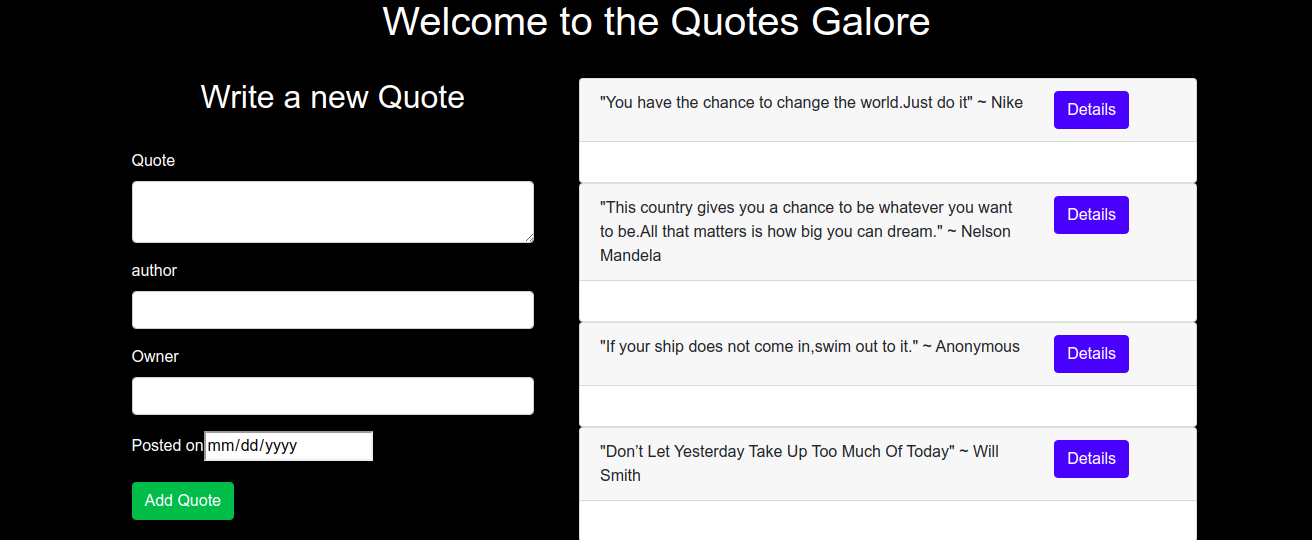 Welcome to the Quotes Galore
Write a new Quote
Quote
author
Owner
Posted on mm/dd/yyyy
Add Quote
"You have the chance to change the world.Just do it" ~ Nike
Details
"This country gives you a chance to be whatever you want
to be.All that matters is how big you can dream." ~ Nelson
Mandela
Details
"If your ship does not come in,swim out to it." ~ Anonymous
Details
"Don’t Let Yesterday Take Up Too Much Of Today" ~ Will
Smith
Details